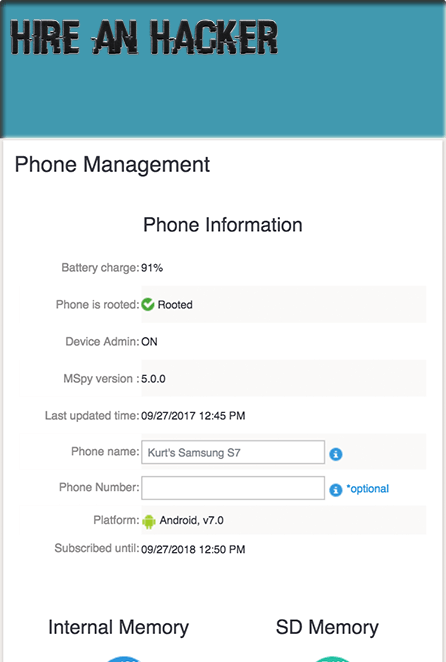 HIRE AN HACKER
Phone Management
Phone Information
Battery charge: 91%
Phone is rooted: Rooted
Device Admin: ON
MSpy version : 5.0.0
Last updated time: 09/27/2017 12:45 PM
Phone name: Kurt's Samsung S7
Phone Number: *optional
Platform: Android, v7.0
Subscribed until: 09/27/2018 12:50 PM
Internal Memory SD Memory